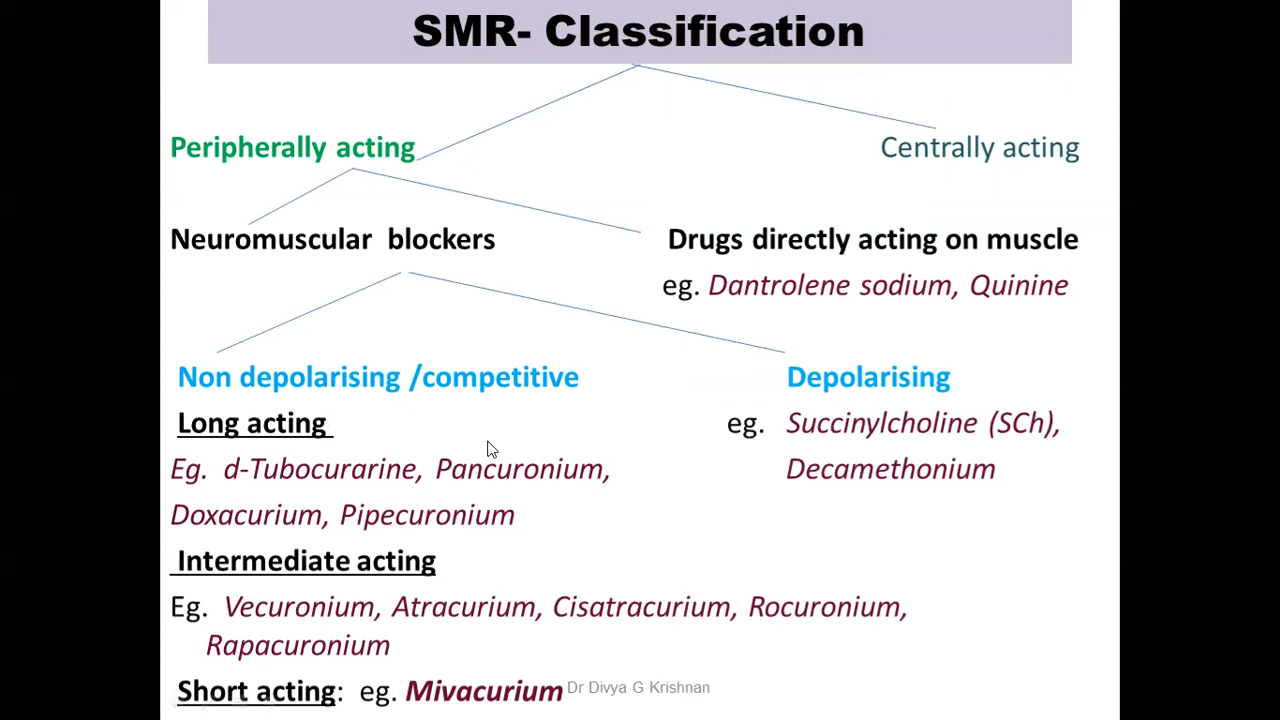 SMR- Classification
Peripherally acting
Centrally acting
Neuromuscular blockers
Drugs directly acting on muscle
eg. Dantrolene sodium, Quinine
Non depolarising /competitive
Depolarising
Long acting
eg. Succinylcholine (SCh),
Eg. d-Tubocurarine, Pancuronium,
Decamethonium
Doxacurium, Pipecuronium
Intermediate acting
Eg. Vecuronium, Atracurium, Cisatracurium, Rocuronium,
Rapacuronium
Short acting: eg. Mivacurium
Dr Divya G Krishnan